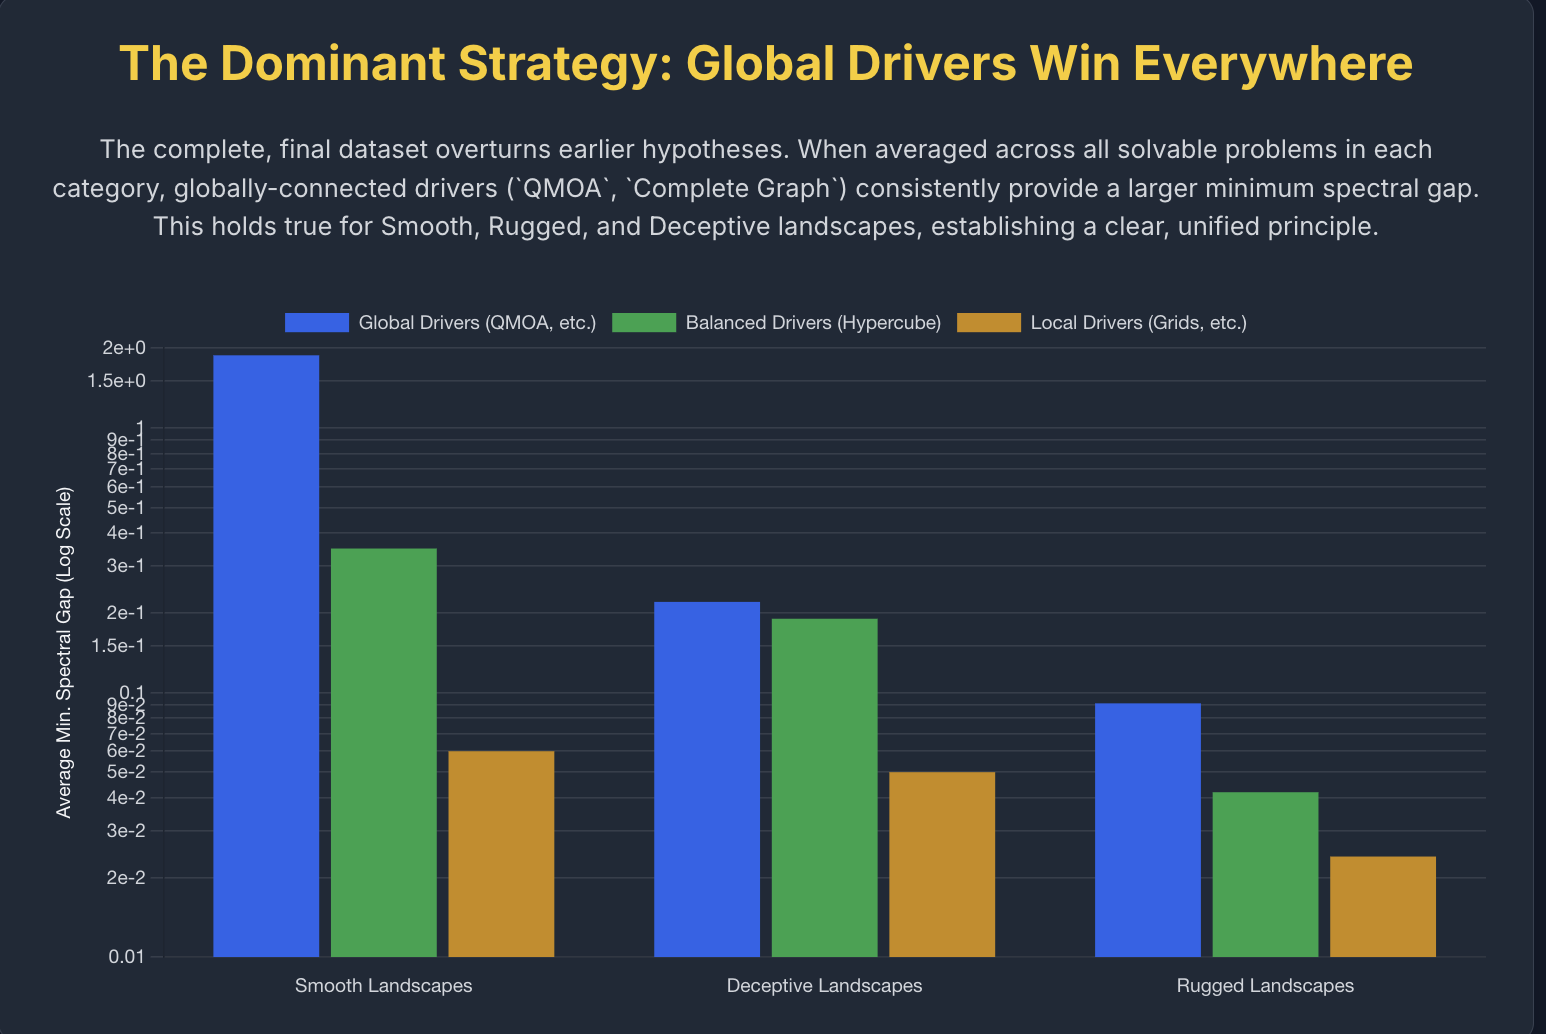 The Dominant Strategy: Global Drivers Win Everywhere
The complete, final dataset overturns earlier hypotheses. When averaged across all solvable problems in each
category, globally-connected drivers (`QMOA`, `Complete Graph`) consistently provide a larger minimum spectral gap.
This holds true for Smooth, Rugged, and Deceptive landscapes, establishing a clear, unified principle.
Global Drivers (QMOA, etc.)
Balanced Drivers (Hypercube)
Local Drivers (Grids, etc.)
Average Min. Spectral Gap (Log Scale)
2e+0
1.5e+0
1
9e-1
8e-1
7e-1
6e-1
5e-1
4e-1
3e-1
2e-1
1.5e-1
0.1
9e-2
8e-2
7e-2
6e-2
5e-2
4e-2
3e-2
2e-2
0.01
Smooth Landscapes
Deceptive Landscapes
Rugged Landscapes